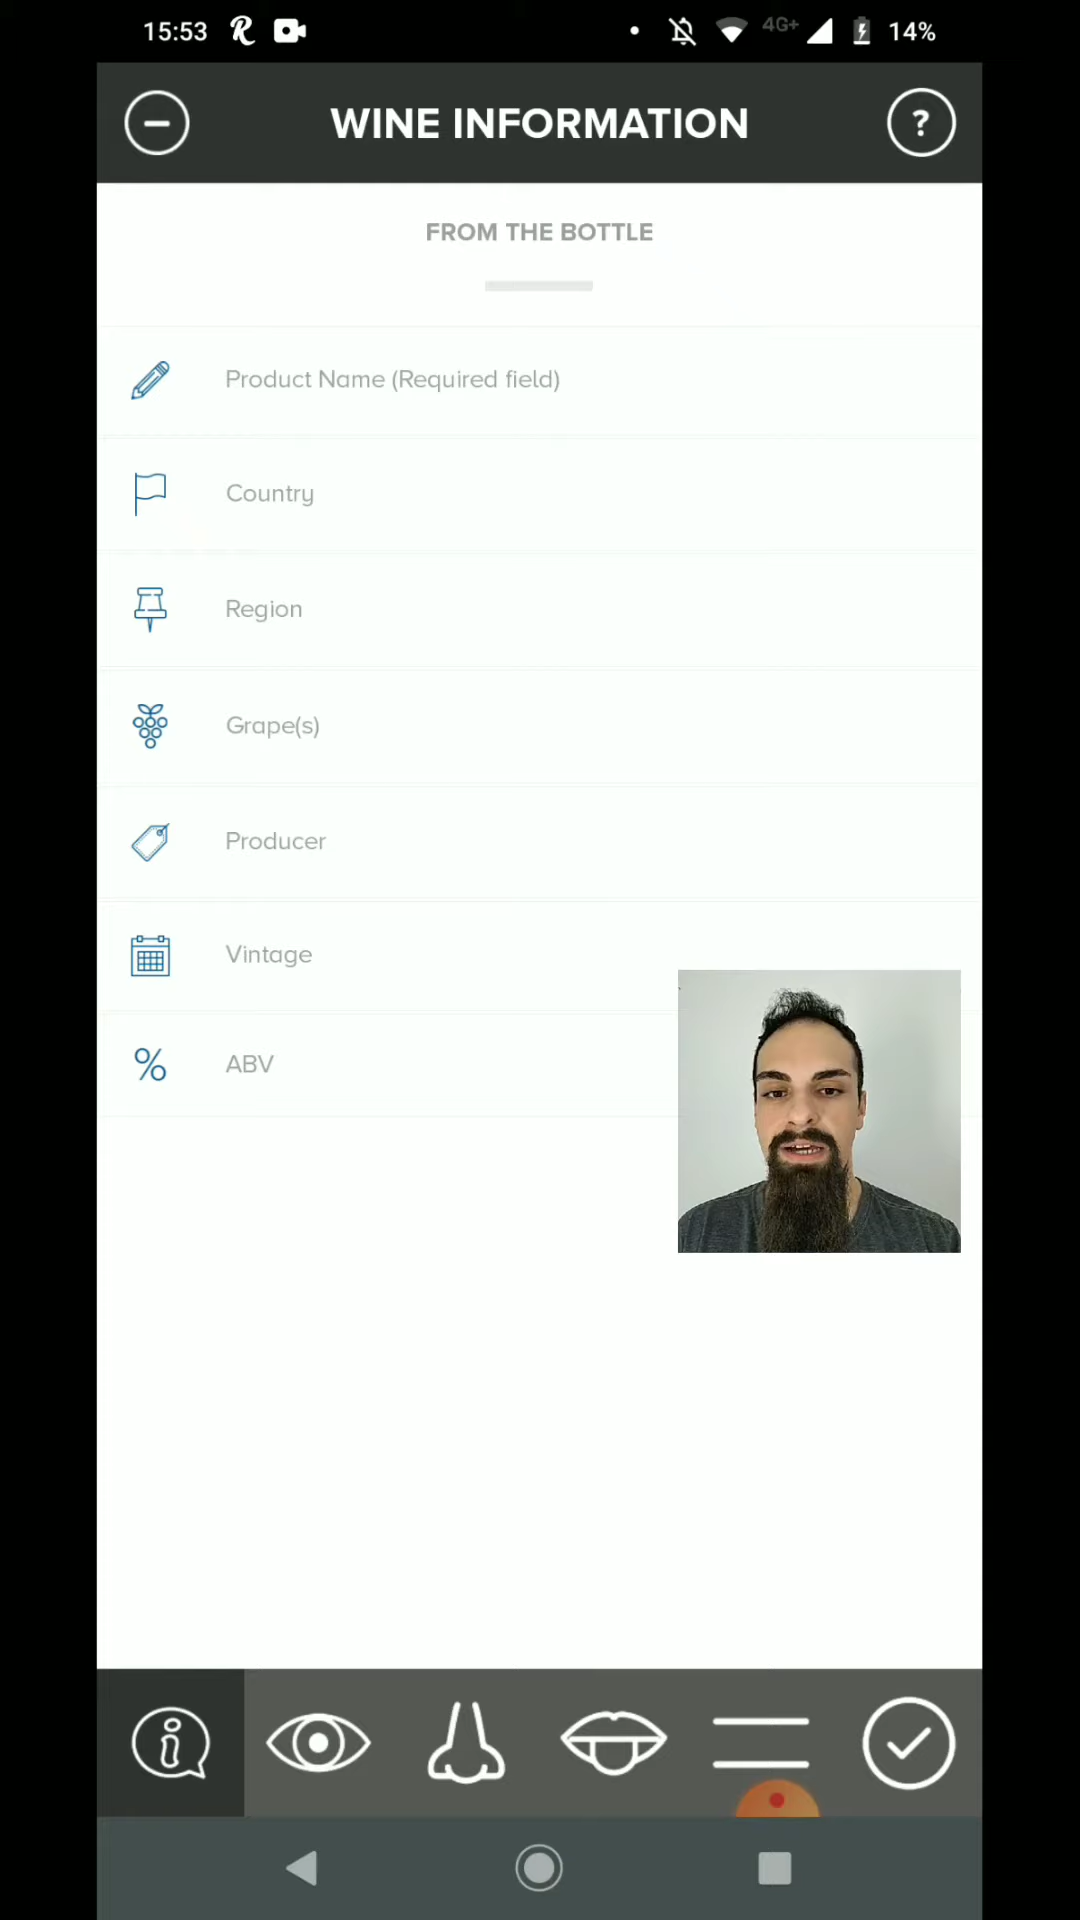 15:53
4G+
14%
WINE INFORMATION
?
FROM THE BOTTLE
Product Name (Required field)
Country
Region
Grape(s)
Producer
Vintage
% ABV